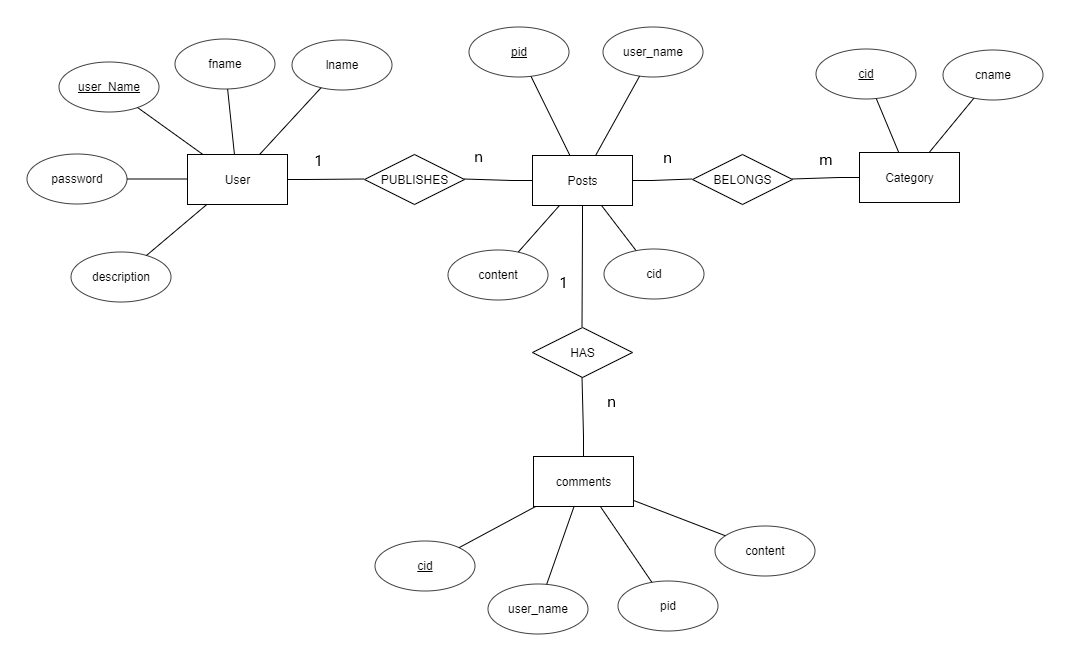 pid
user_name
fname
lname
cid
cname
user_Name
1
n
n
m
password
User
PUBLISHES
Posts
BELONGS
Category
description
content
1
cid
HAS
n
comments
cid
content
user_name
pid